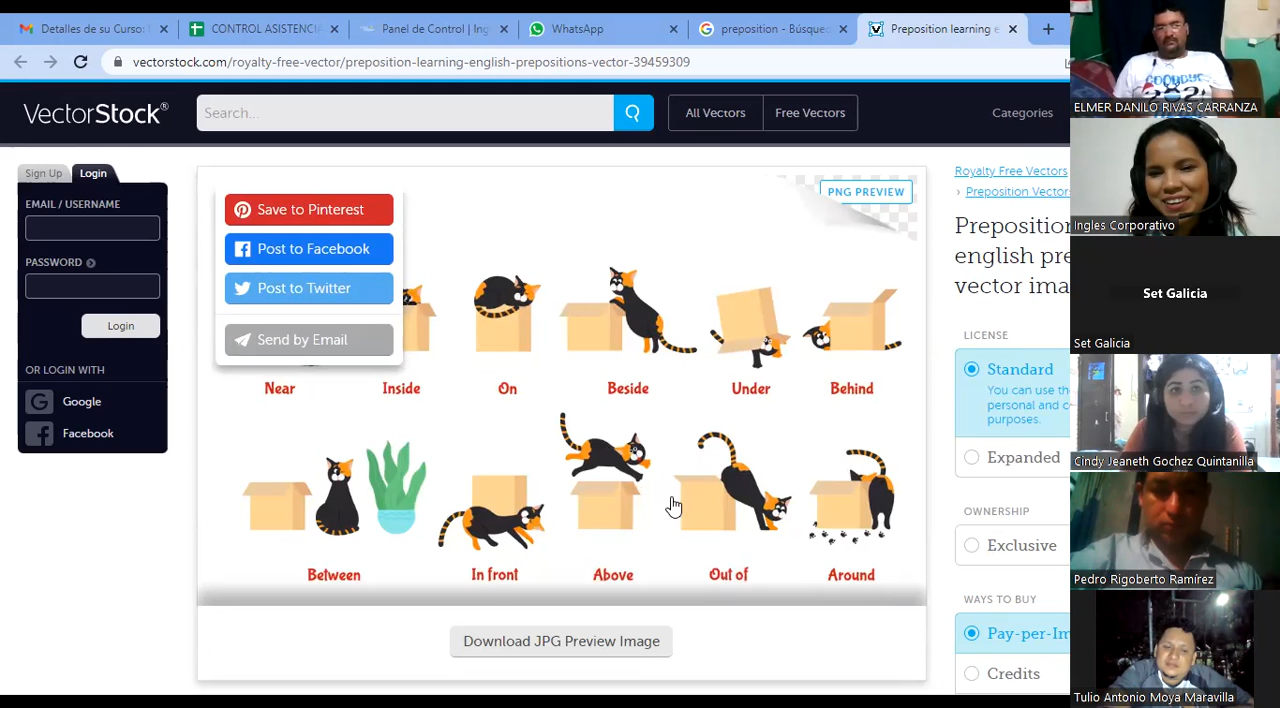 Detalles de su Curso:
CONTROL ASISTENCIA
Panel de Control | Ing
WhatsApp
preposition - Búsque
Preposition learning e
vectorstock.com/royalty-free-vector/preposition-learning-english-prepositions-vector-39459309
VectorStock®
Search...
All Vectors
Free Vectors
Categories
Sign Up
Login
EMAIL / USERNAME
PASSWORD
Login
OR LOGIN WITH
Google
Facebook
Save to Pinterest
Post to Facebook
Post to Twitter
Send by Email
PNG PREVIEW
Near
Inside
On
Beside
Under
Behind
Between
In front
Above
Out of
Around
Download JPG Preview Image
Royalty Free Vectors
› Preposition Vector
Preposition
english pre
vector ima
LICENSE
Standard
You can use th
personal and c
purposes.
Expanded
OWNERSHIP
Exclusive
WAYS TO BUY
Pay-per-Im
Credits
ELMER DANILO RIVAS CARRANZA
Ingles Corporativo
Set Galicia
Set Galicia
Cindy Jeaneth Gochez Quintanilla
Pedro Rigoberto Ramírez
Tulio Antonio Moya Maravilla